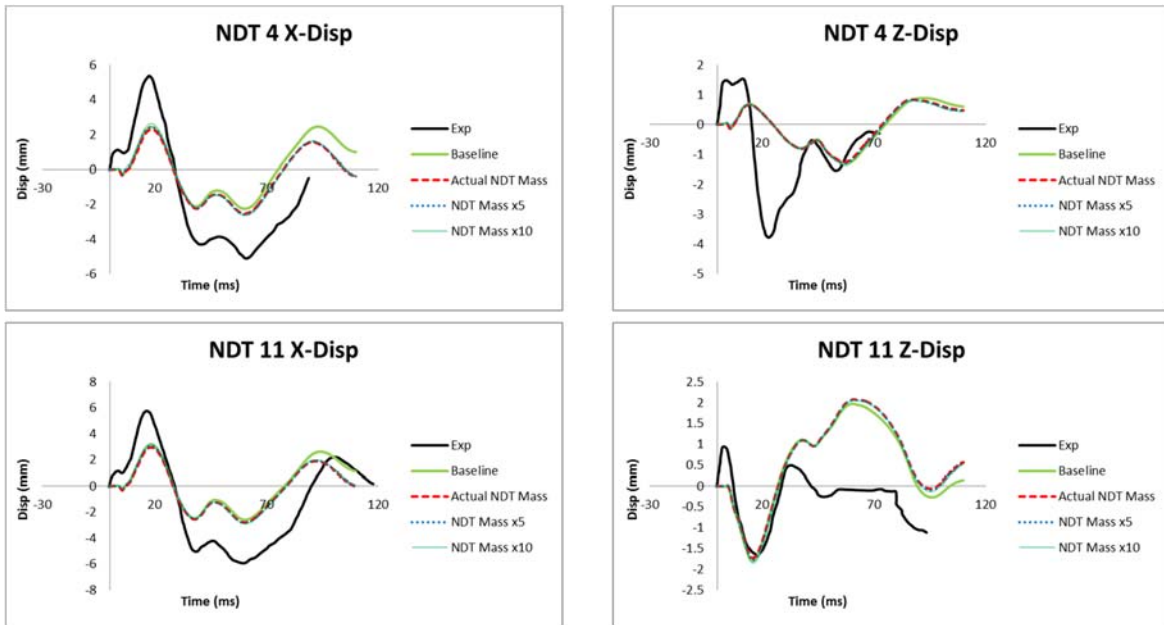 NDT 4 X-Disp
Disp (mm)
6
4
2
0
-2
-4
-6
-30
20
70
120
Time (ms)
Exp
Baseline
Actual NDT Mass
NDT Mass x5
NDT Mass x10
NDT 4 Z-Disp
Disp (mm)
2
1
0
-1
-2
-3
-4
-5
-30
20
70
120
Time (ms)
Exp
Baseline
Actual NDT Mass
NDT Mass x5
NDT Mass x10
NDT 11 X-Disp
Disp (mm)
8
6
4
2
0
-2
-4
-6
-8
-30
20
70
120
Time (ms)
Exp
Baseline
Actual NDT Mass
NDT Mass x5
NDT Mass x10
NDT 11 Z-Disp
Disp (mm)
2.5
2
1.5
1
0.5
0
-0.5
-1
-1.5
-2
-2.5
-30
20
70
120
Time (ms)
Exp
Baseline
Actual NDT Mass
NDT Mass x5
NDT Mass x10